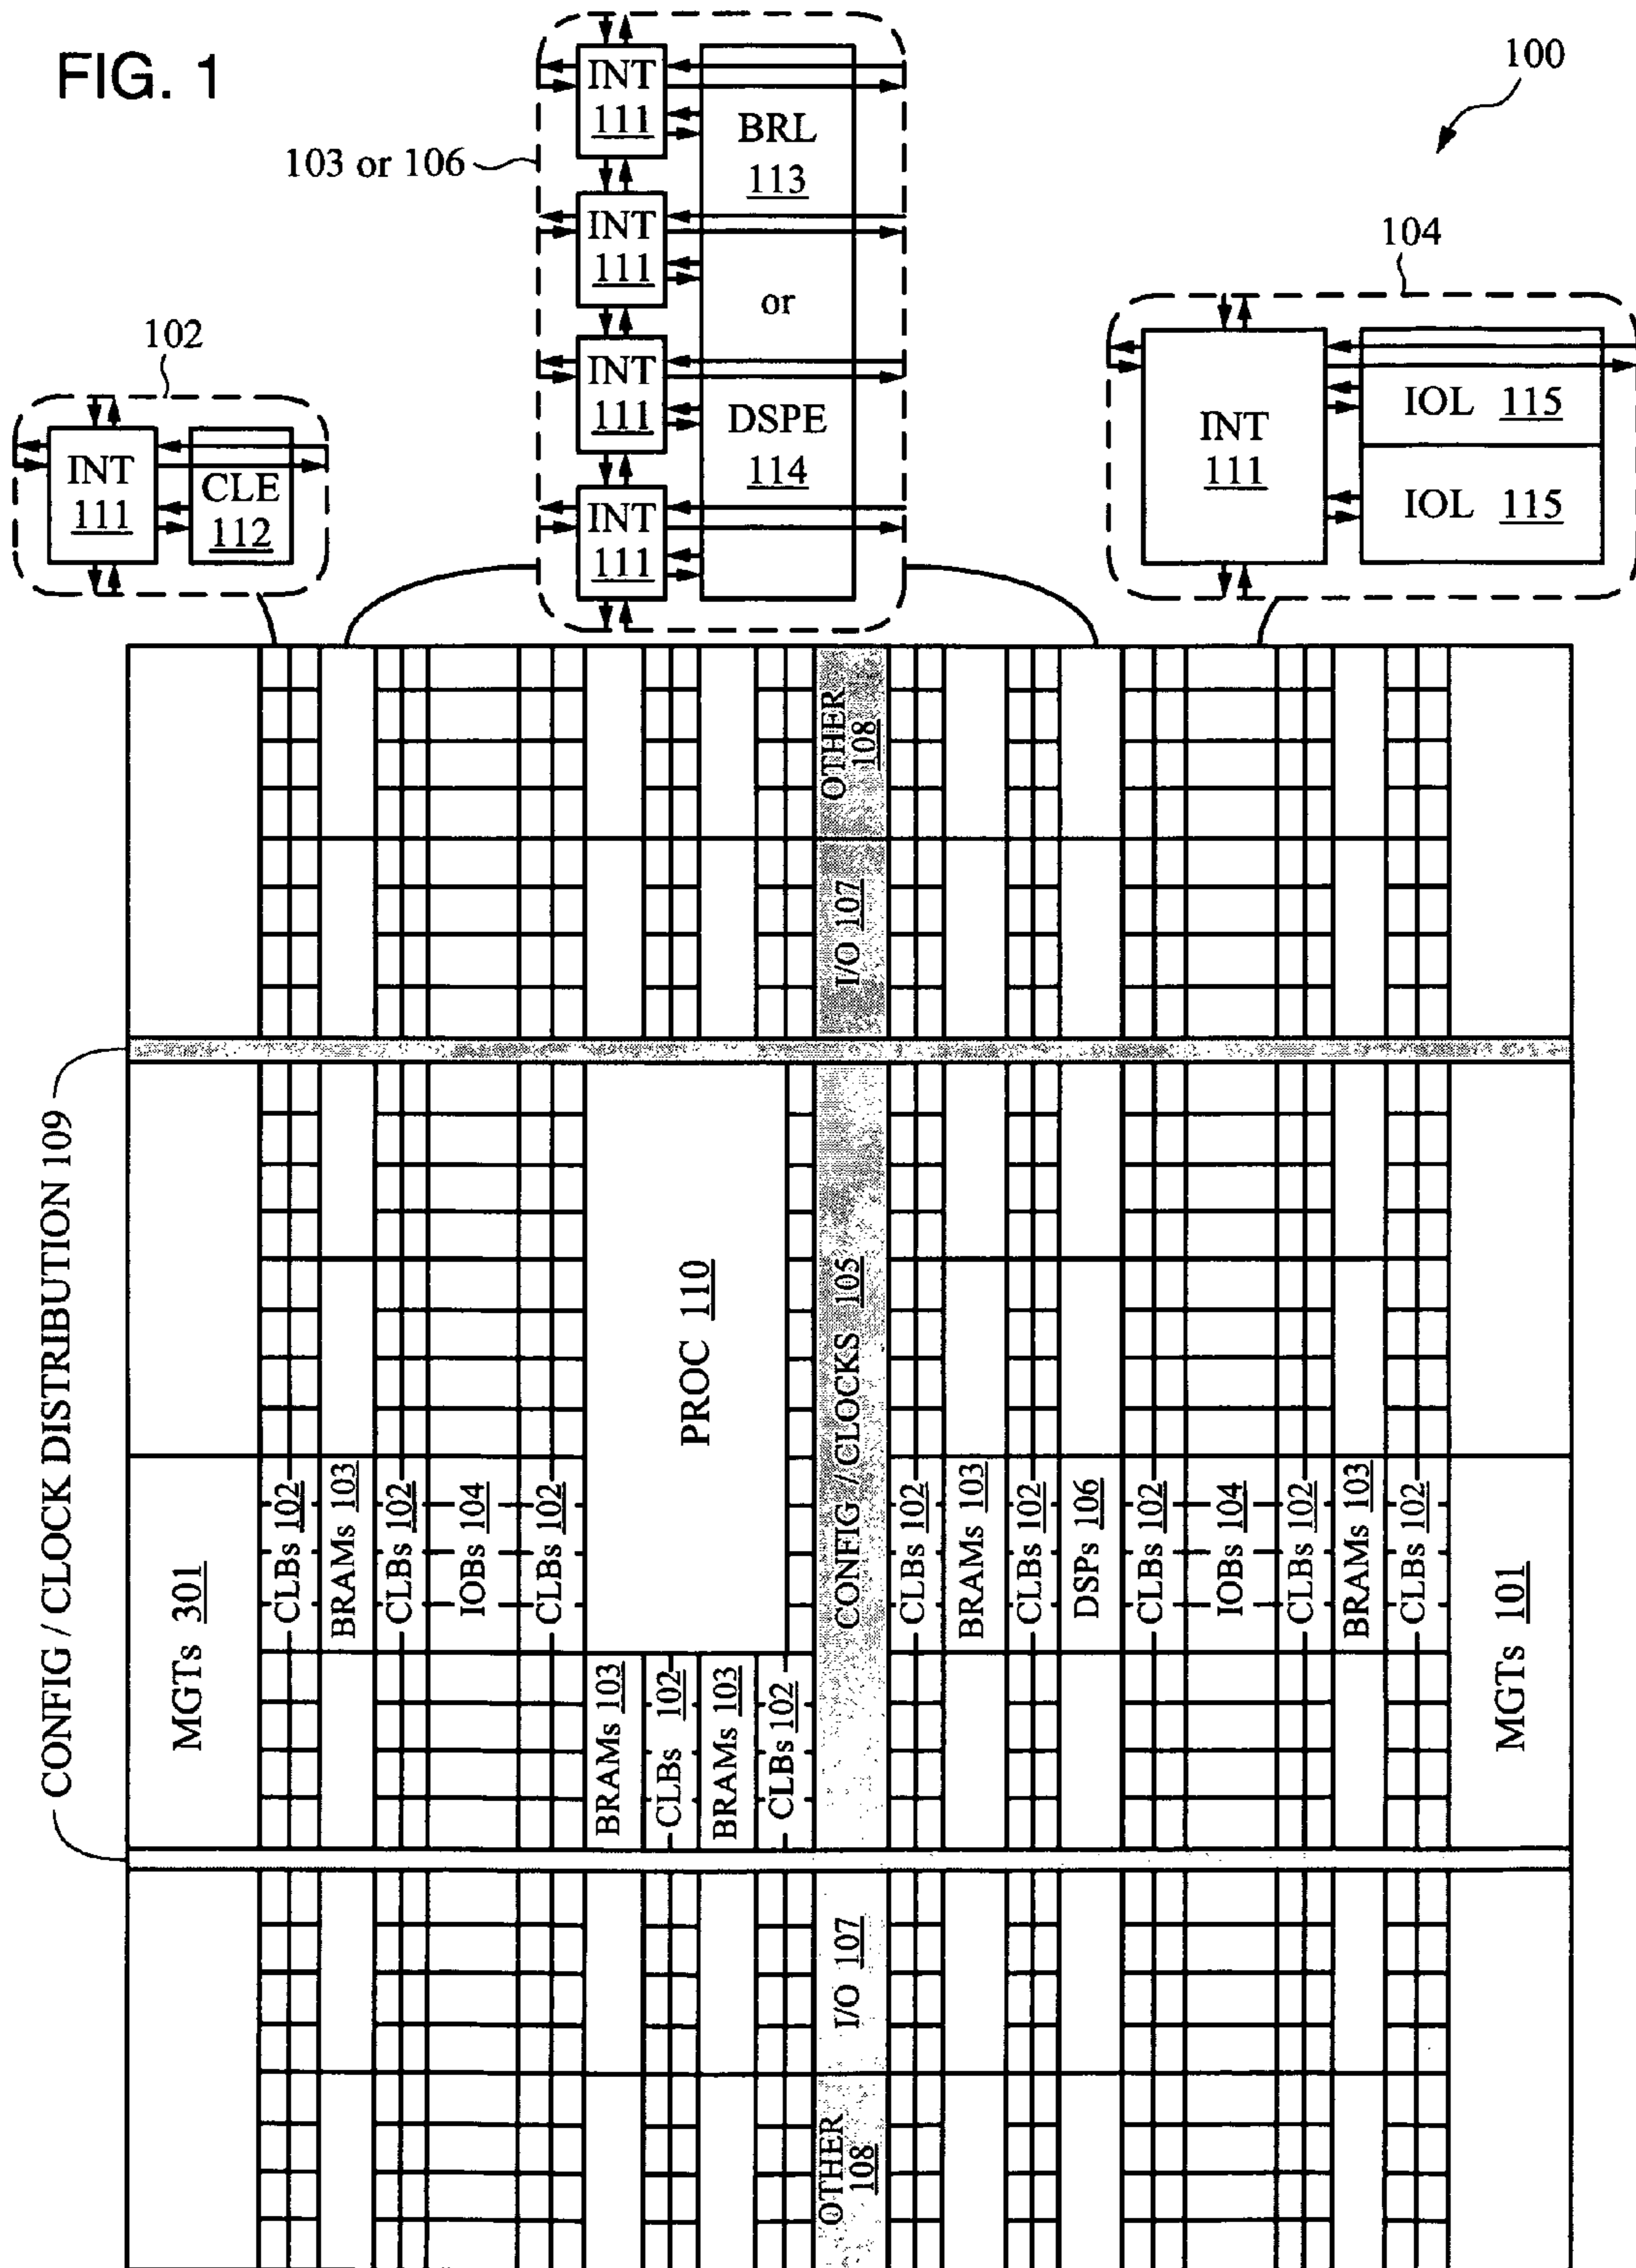 FIG. 1
100
103 or 106
INT
111
INT
111
INT
111
INT
111
BRL
113
or
DSPE
114
102
INT
111
CLE
112
104
INT
111
IOL 115
IOL 115
CONFIG / CLOCK DISTRIBUTION 109
OTHER
108
I/O 107
MGTs 301
CLBs 102
BRAMs 103
CLBs 102
IOBs 104
CLBs 102
PROC 110
BRAMs 103
CLBs 102
BRAMs 103
CLBs 102
CONFIG / CLOCKS 105
CLBs 102
BRAMs 103
CLBs 102
DSPs 106
CLBs 102
IOBs 104
CLBs 102
BRAMs 103
CLBs 102
MGTs 101
I/O 107
OTHER
108